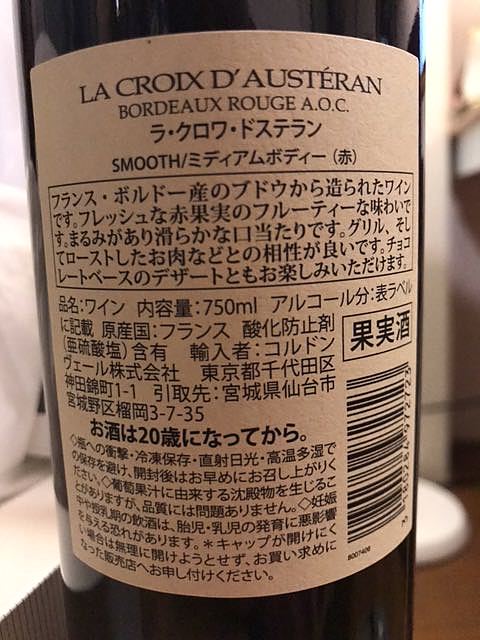 LA CROIX D'AUSTÉRAN
BORDEAUX ROUGE A.O.C.
ラ・クロワ・ドステラン
SMOOTH/ミディアムボディー（赤）
フランス・ボルドー産のブドウから造られたワイン
です。フレッシュな赤果実のフルーティーな味わいで
す。まるみがあり滑らかな口当たりです。グリル、そし
てローストしたお肉などとの相性が良いです。チョコ
レートベースのデザートともお楽しみいただけます。
品名：ワイン 内容量：750ml アルコール分：表ラベル
に記載 原産国：フランス 酸化防止剤
（亜硫酸塩）含有 輸入者：コルドン
ヴェール株式会社 東京都千代田区
神田錦町1-1 引取先：宮城県仙台市
宮城野区榴岡3-7-35
果実酒
お酒は20歳になってから。
◇瓶への衝撃・冷凍保存・直射日光・高温多湿で
の保存を避け、開封後はお早めにお召し上がりく
ださい。◇葡萄果汁に由来する沈殿物を生じるこ
とがありますが、品質には問題ありません。◇妊娠
中や授乳期の飲酒は、胎児・乳児の発育に悪影響
を与える恐れがあります。＊キャップが開けにく
い場合は無理に開けようとせず、お買い求めに
なった販売店へお申し付けください。
3 760284 972723
B007406